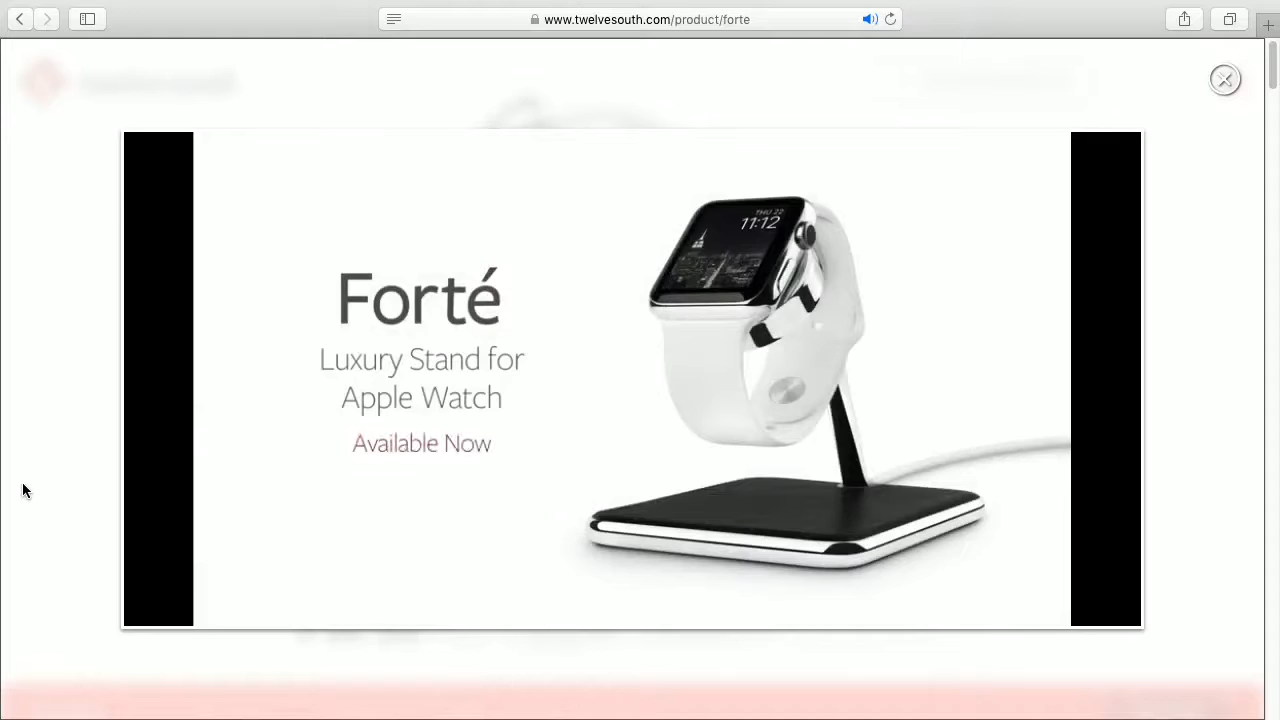 www.twelvesouth.com/product/forte
THU 22
11:12
Forté
Luxury Stand for
Apple Watch
Available Now